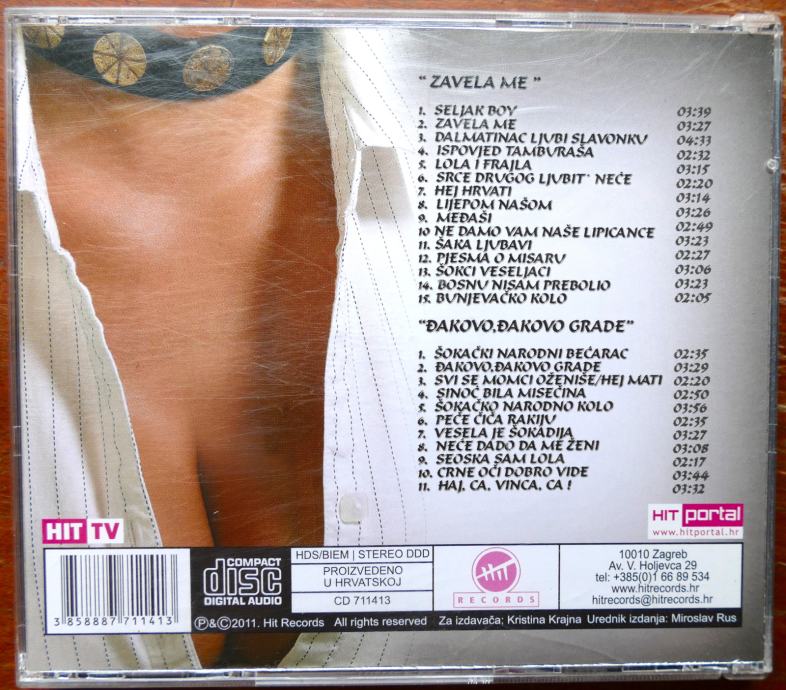 “ ZAVELA ME ”
1. SELJAK BOY 03:39
2. ZAVELA ME 03:27
3. DALMATINAC LJUBI SLAVONKU 04:33
4. ISPOVJED TAMBURAŠA 02:32
5. LOLA I FRAJLA 03:15
6. SRCE DRUGOG LJUBIT' NEĆE 02:20
7. HEJ HRVATI 03:14
8. LIJEPOM NAŠOM 03:26
9. MEĐAŠI 02:49
10 NE DAMO VAM NAŠE LIPICANCE 03:23
11. ŠAKA LJUBAVI 02:27
12. PJESMA O MISARU 03:06
13. ŠOKCI VESELJACI 03:23
14. BOSNU NISAM PREBOLIO 02:05
15. BUNJEVAČKO KOLO
“ĐAKOVO,ĐAKOVO GRADE”
1. ŠOKAČKI NARODNI BEĆARAC 02:35
2. ĐAKOVO,ĐAKOVO GRADE 03:29
3. SVI SE MOMCI OŽENIŠE/HEJ MATI 02:20
4. SINOĆ BILA MISEČINA 02:50
5. ŠOKAČKO NARODNO KOLO 03:56
6. PEČE ČIČA RAKIJU 02:35
7. VESELA JE ŠOKADIJA 03:27
8. NEĆE DADO DA ME ŽENI 03:08
9. SEOSKA SAM LOLA 02:17
10. CRNE OČI DOBRO VIDE 03:44
11. HAJ, CA, VINCA, CA ! 03:32
HIT TV
HIT portal
www.hitportal.hr
3 858887 711413
COMPACT
disc
DIGITAL AUDIO
HDS/BIEM | STEREO DDD
PROIZVEDENO
U HRVATSKOJ
CD 711413
HIT
RECORDS
10010 Zagreb
Av. V. Holjevca 29
tel: +385(0)1 66 89 534
www.hitrecords.hr
hitrecords@hitrecords.hr
℗&©2011. Hit Records All rights reserved Za izdavača; Kristina Krajna Urednik izdanja: Miroslav Rus